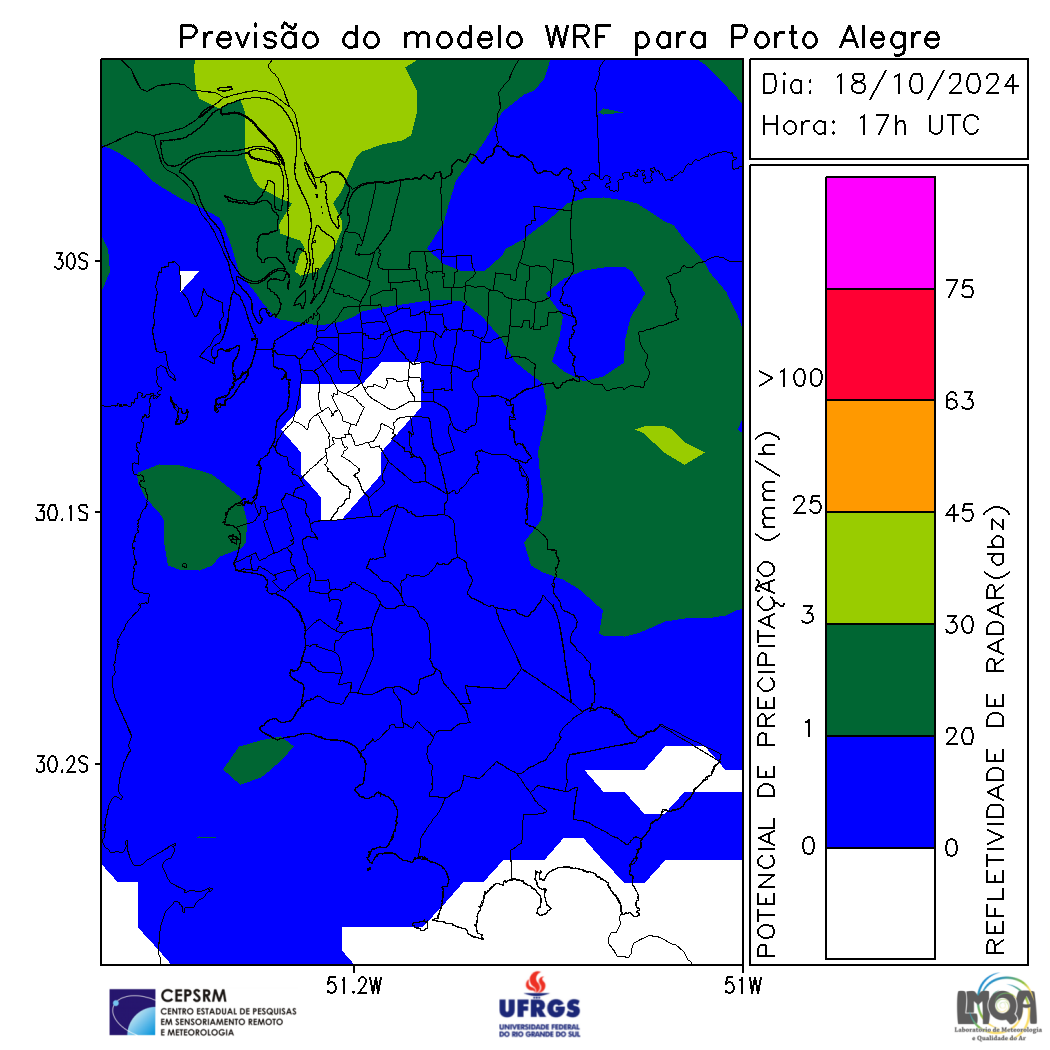 Previsão do modelo WRF para Porto Alegre
Dia: 18/10/2024
Hora: 17h UTC
30S
30.1S
30.2S
51.2W
51W
POTENCIAL DE PRECIPITAÇÃO (mm/h)
>100
25
3
1
0
75
63
45
30
20
0
REFLETIVIDADE DE RADAR(dbz)
CEPSRM
CENTRO ESTADUAL DE PESQUISAS
EM SENSORIAMENTO REMOTO
E METEOROLOGIA
UFRGS
UNIVERSIDADE FEDERAL
DO RIO GRANDE DO SUL
LMQA
Laboratório de Meteorologia
e Qualidade do Ar